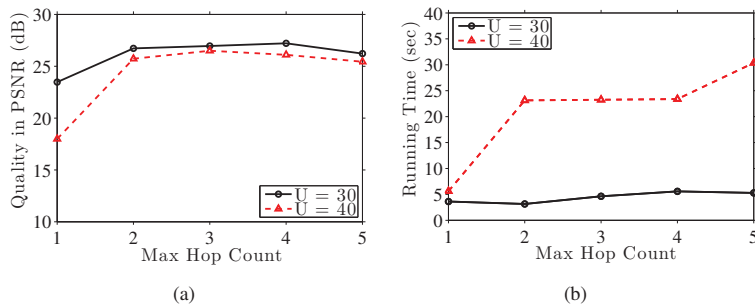 Quality in PSNR (dB)
30
25
20
15
10
U = 30
U = 40
1 2 3 4 5
Max Hop Count
(a)
Running Time (sec)
40
35
30
25
20
15
10
5
0
U = 30
U = 40
1 2 3 4 5
Max Hop Count
(b)